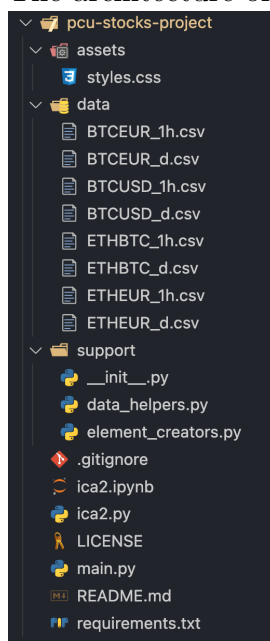 pcu-stocks-project
assets
styles.css
data
BTCEUR_1h.csv
BTCEUR_d.csv
BTCUSD_1h.csv
BTCUSD_d.csv
ETHBTC_1h.csv
ETHBTC_d.csv
ETHEUR_1h.csv
ETHEUR_d.csv
support
__init__.py
data_helpers.py
element_creators.py
.gitignore
ica2.ipynb
ica2.py
LICENSE
main.py
README.md
requirements.txt